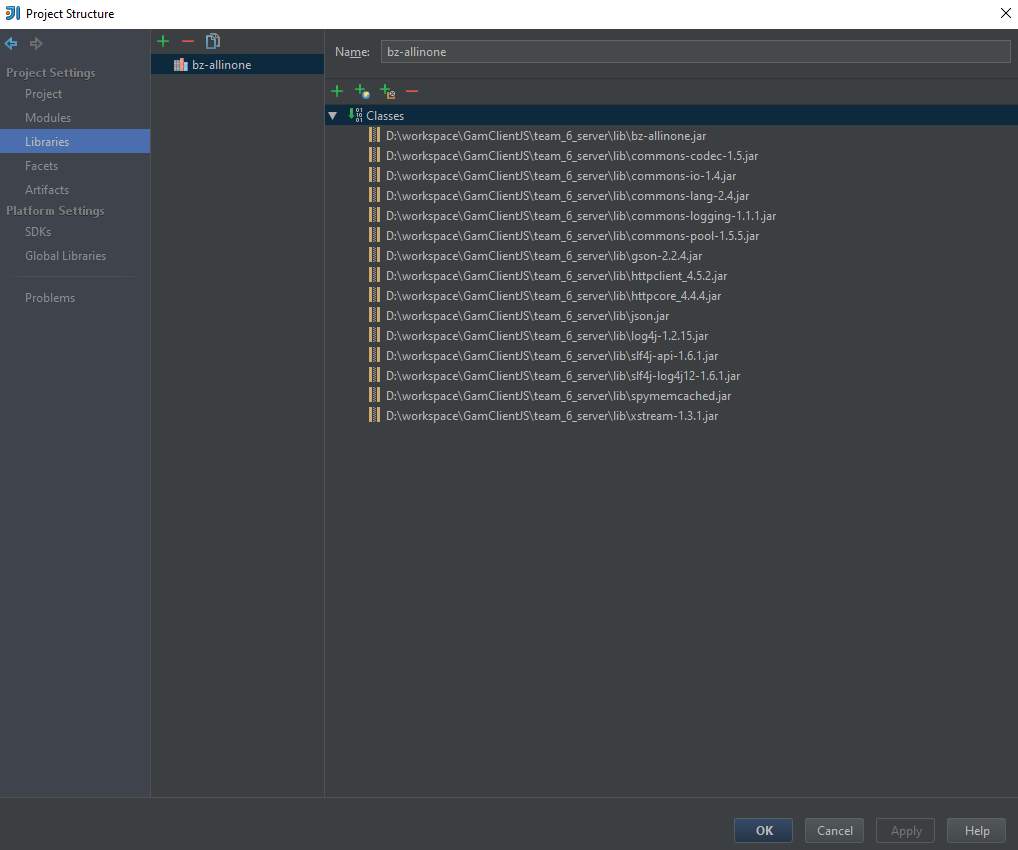 Project Structure
Project Settings
Project
Modules
Libraries
Facets
Artifacts
Platform Settings
SDKs
Global Libraries
Problems
bz-allinone
Name: bz-allinone
Classes
D:\workspace\GamClientJS\team_6_server\lib\bz-allinone.jar
D:\workspace\GamClientJS\team_6_server\lib\commons-codec-1.5.jar
D:\workspace\GamClientJS\team_6_server\lib\commons-io-1.4.jar
D:\workspace\GamClientJS\team_6_server\lib\commons-lang-2.4.jar
D:\workspace\GamClientJS\team_6_server\lib\commons-logging-1.1.1.jar
D:\workspace\GamClientJS\team_6_server\lib\commons-pool-1.5.5.jar
D:\workspace\GamClientJS\team_6_server\lib\gson-2.2.4.jar
D:\workspace\GamClientJS\team_6_server\lib\httpclient_4.5.2.jar
D:\workspace\GamClientJS\team_6_server\lib\httpcore_4.4.4.jar
D:\workspace\GamClientJS\team_6_server\lib\json.jar
D:\workspace\GamClientJS\team_6_server\lib\log4j-1.2.15.jar
D:\workspace\GamClientJS\team_6_server\lib\slf4j-api-1.6.1.jar
D:\workspace\GamClientJS\team_6_server\lib\slf4j-log4j12-1.6.1.jar
D:\workspace\GamClientJS\team_6_server\lib\spymemcached.jar
D:\workspace\GamClientJS\team_6_server\lib\xstream-1.3.1.jar
OK Cancel Apply Help